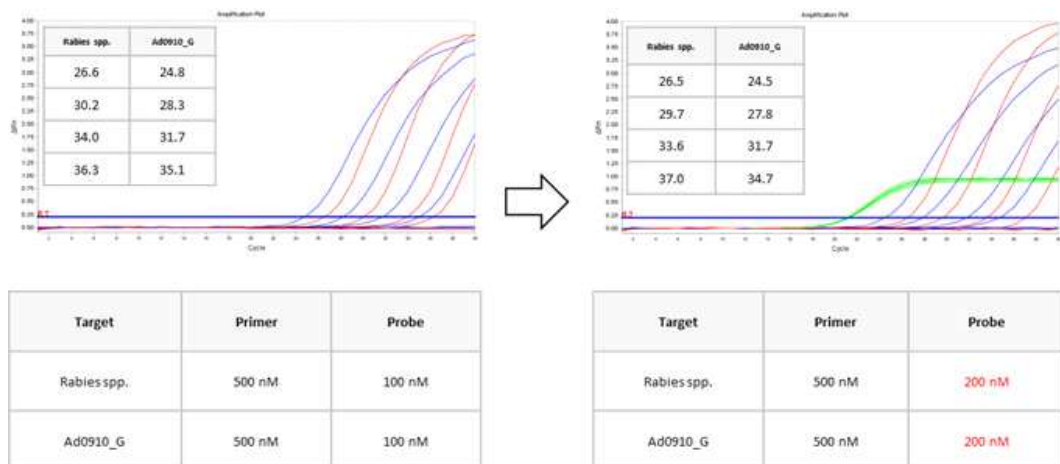 Amplification Plot
Rabies spp. Ad0910_G
26.6 24.8
30.2 28.3
34.0 31.7
36.3 35.1
ΔRn
Cycle
Amplification Plot
Rabies spp. Ad0910_G
26.5 24.5
29.7 27.8
33.6 31.7
37.0 34.7
ΔRn
Cycle
Target Primer Probe
Rabies spp. 500 nM 100 nM
Ad0910_G 500 nM 100 nM
Target Primer Probe
Rabies spp. 500 nM 200 nM
Ad0910_G 500 nM 200 nM